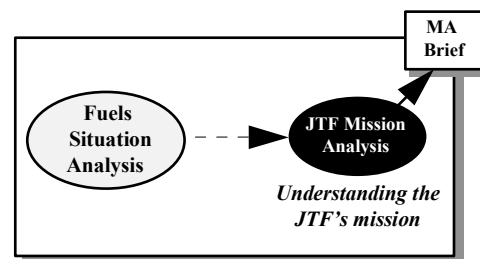 MA
Brief
Fuels
Situation
Analysis
JTF Mission
Analysis
Understanding the
JTF's mission